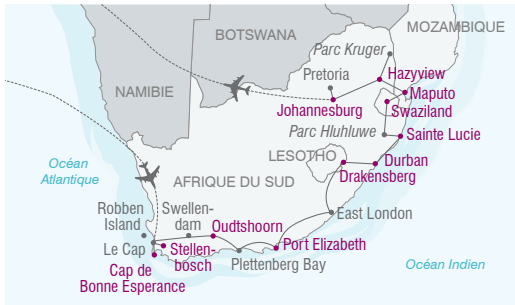 MOZAMBIQUE
BOTSWANA
Parc Kruger
Pretoria
Hazyview
NAMIBIE
Maputo
Johannesburg
Swaziland
Parc Hluhluwe
Sainte Lucie
LESOTHO
Durban
Océan
Atlantique
Drakensberg
AFRIQUE DU SUD
Robben
Island
Swellen-
dam
Oudtshoorn
East London
Le Cap
Stellen-
bosch
Port Elizabeth
Plettenberg Bay
Océan Indien
Cap de
Bonne Esperance